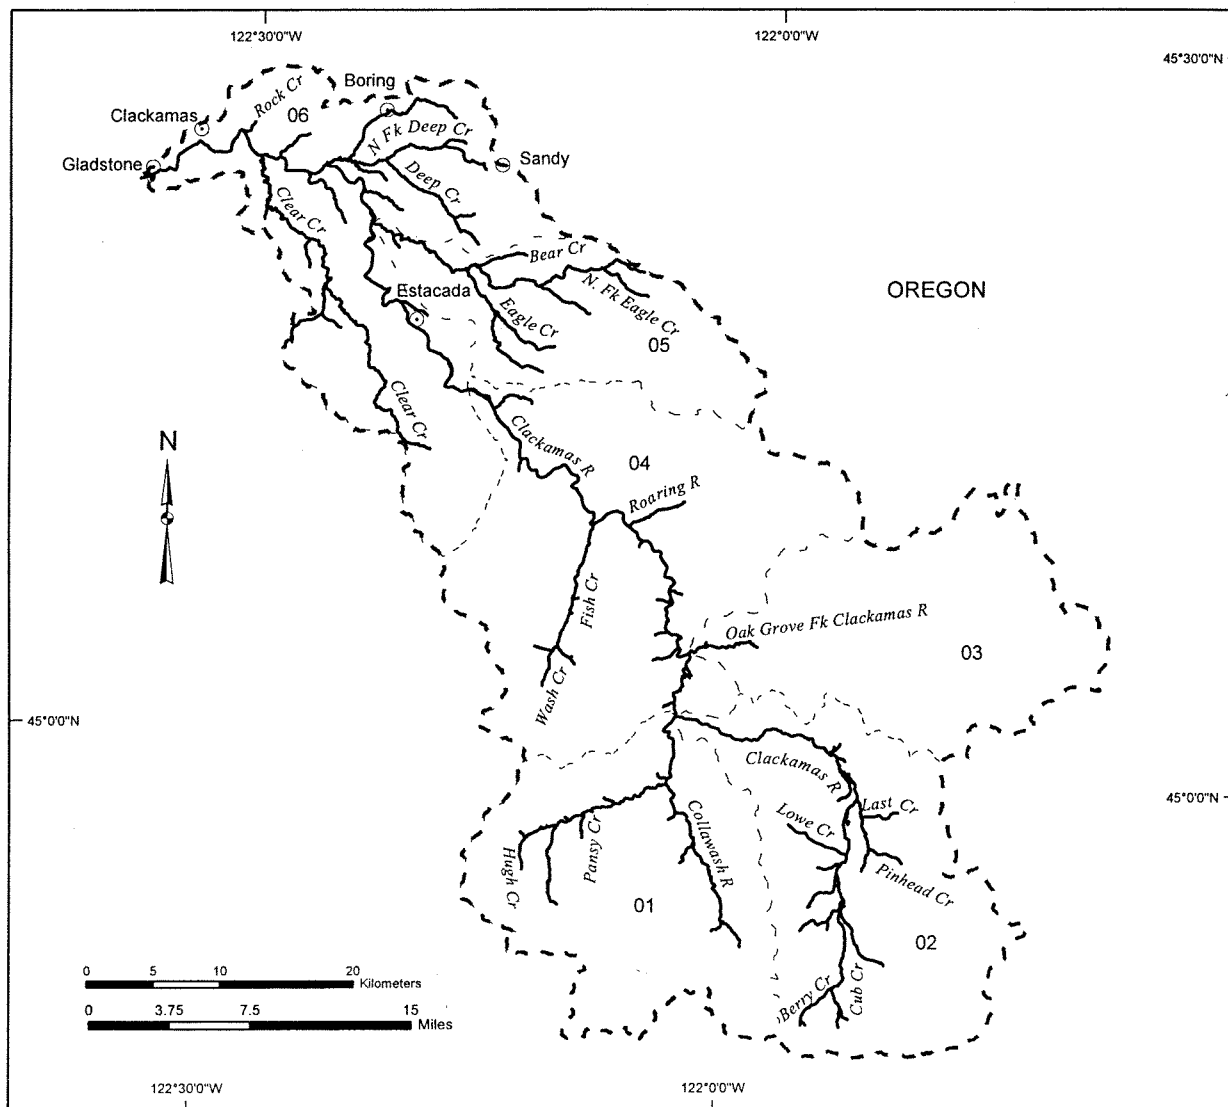 122°30'0"W
122°0'0"W
45°30'0"N
Boring
Rock Cr
Clackamas
06
N Fk Deep Cr
Gladstone
Sandy
Deep Cr
Clear Cr
Bear Cr
Estacada
N. Fk Eagle Cr
OREGON
Eagle Cr
05
Clear Cr
Clackamas R
N
04
Roaring R
Fish Cr
Oak Grove Fk Clackamas R
03
Wash Cr
45°0'0"N
Clackamas R
45°0'0"N
Last Cr
Lowe Cr
Collawash R
Pansy Cr
Hugh Cr
Pinhead Cr
01
02
Berry Cr
Cub Cr
0 5 10 20
Kilometers
0 3.75 7.5 15
Miles
122°30'0"W
122°0'0"W